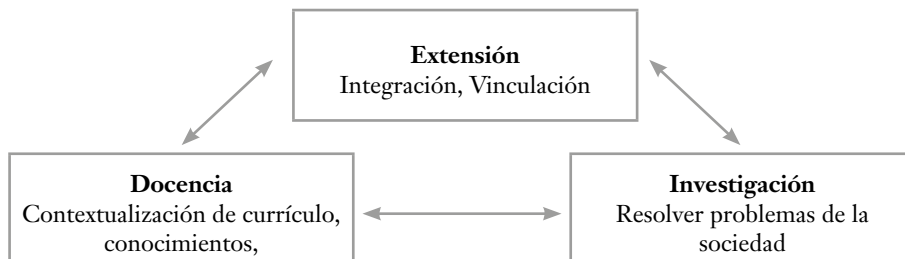 Extensión
Integración, Vinculación
Docencia
Contextualización de currículo,
conocimientos,
Investigación
Resolver problemas de la
sociedad